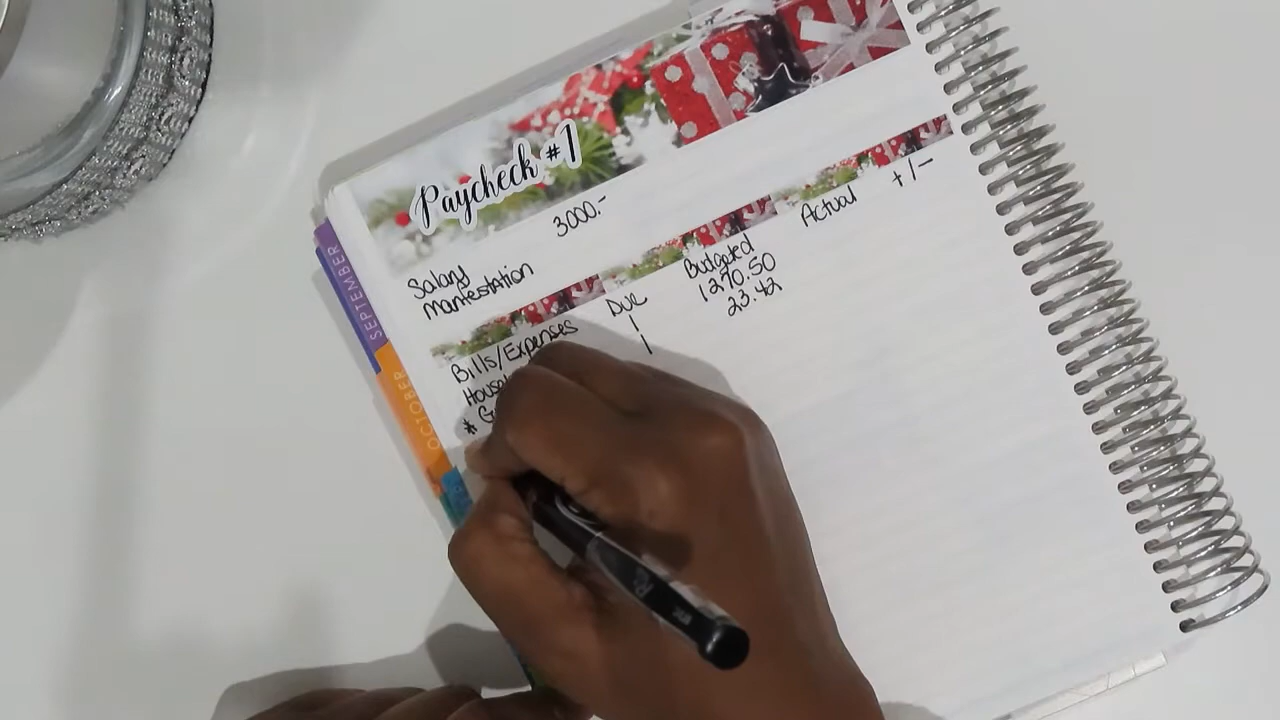 Paycheck #1
Salary 3000.-
Manifestation
Bills/Expenses Due Budgeted Actual +/-
1 1270.50
1 23.42
SEPTEMBER
OCTOBER